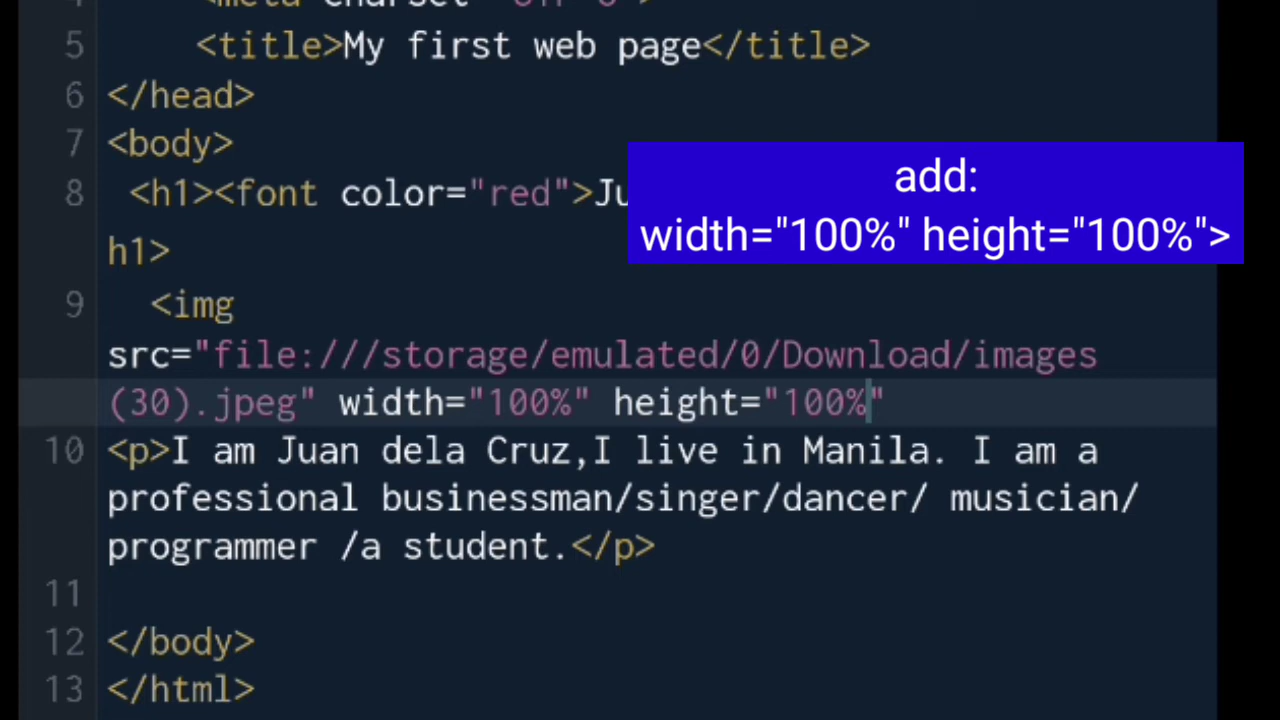 5 <title>My first web page</title>
6 </head>
7 <body>
add:
width="100%" height="100%">
8 <h1><font color="red">
h1>
9 <img
src="file:///storage/emulated/0/Download/images
(30).jpeg" width="100%" height="100%"
10 <p>I am Juan dela Cruz,I live in Manila. I am a
professional businessman/singer/dancer/ musician/
programmer /a student.</p>
11
12 </body>
13 </html>